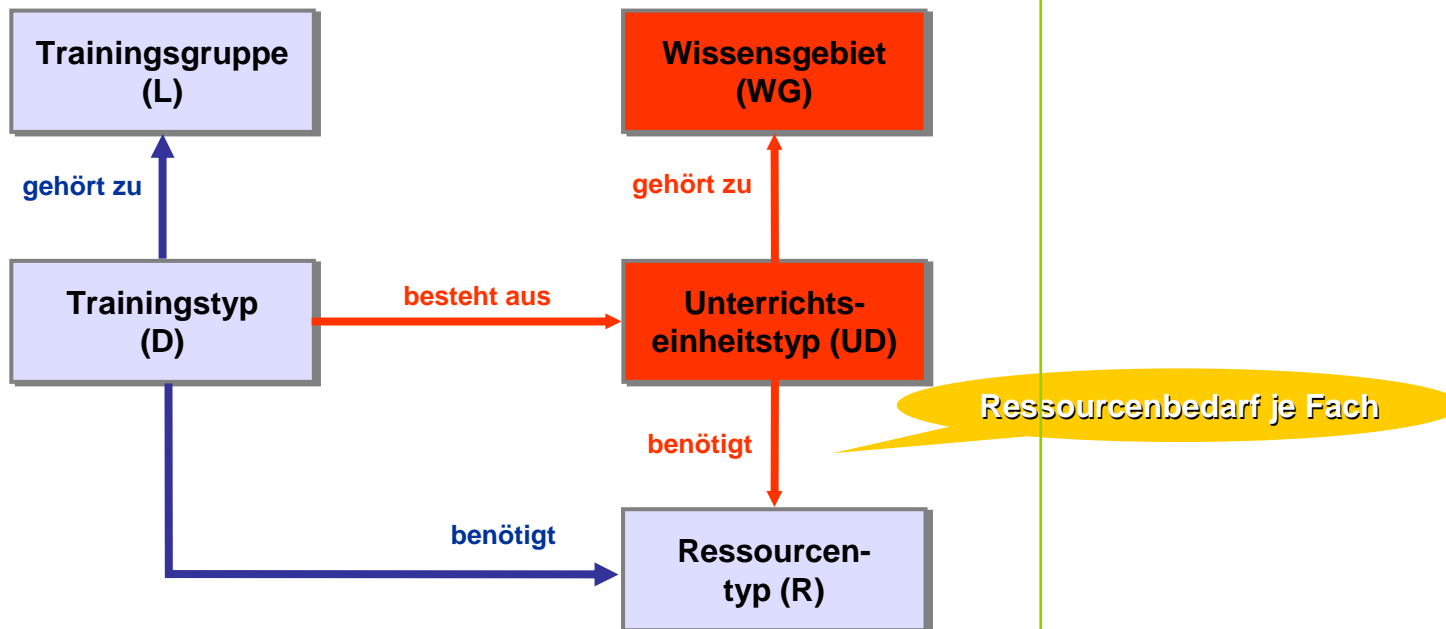 Trainingsgruppe
(L)
Wissensgebiet
(WG)
gehört zu
gehört zu
Trainingstyp
(D)
besteht aus
Unterrichts-
einheitstyp (UD)
Ressourcenbedarf je Fach
benötigt
benötigt
Ressourcen-
typ (R)